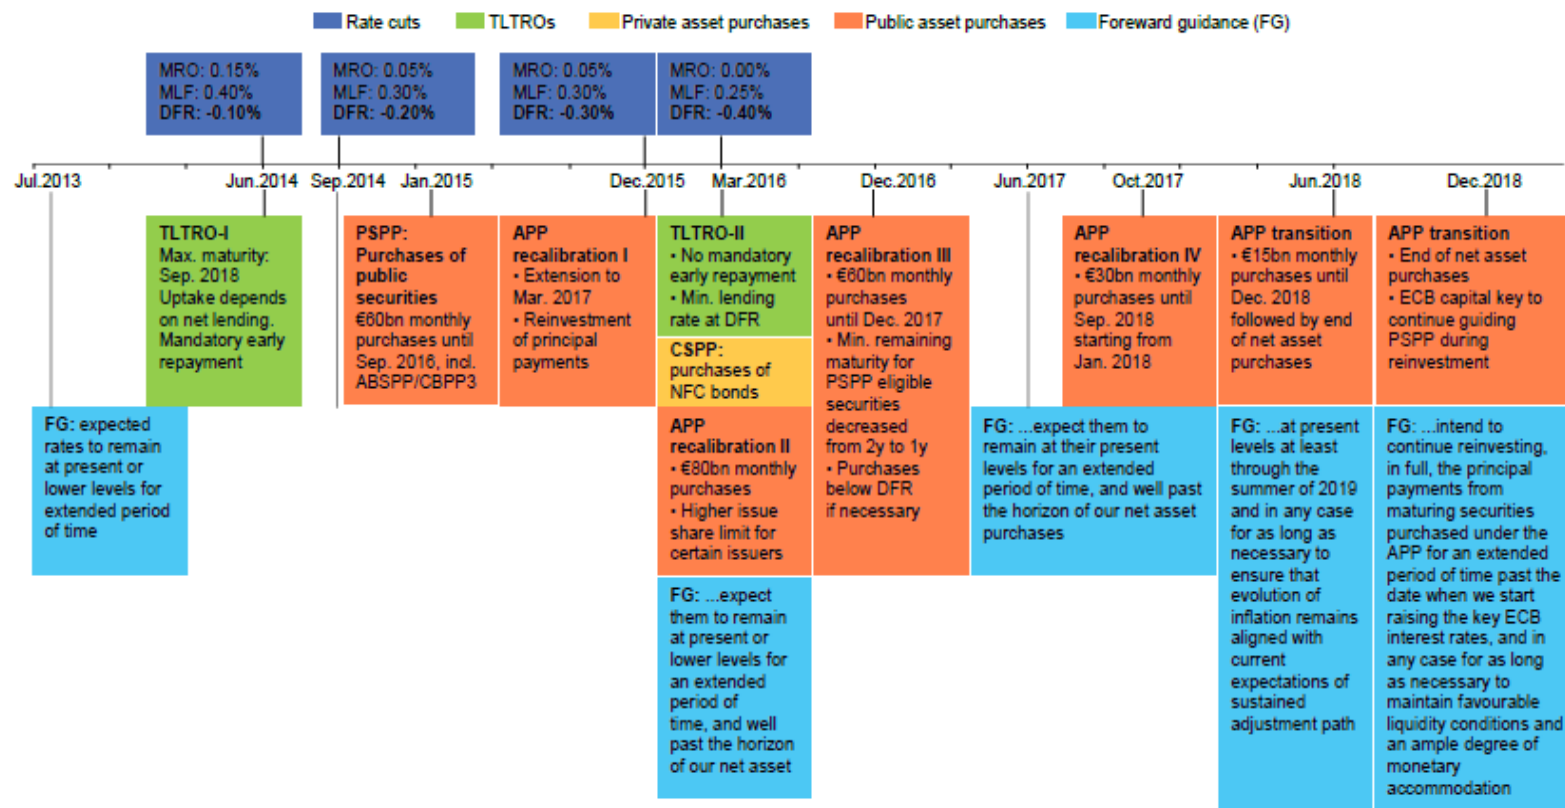 Rate cuts
TLTROs
Private asset purchases
Public asset purchases
Foreward guidance (FG)
MRO: 0.15%
MLF: 0.40%
DFR: -0.10%
MRO: 0.05%
MLF: 0.30%
DFR: -0.20%
MRO: 0.05%
MLF: 0.30%
DFR: -0.30%
MRO: 0.00%
MLF: 0.25%
DFR: -0.40%
Jul.2013
Jun.2014
Sep.2014
Jan.2015
Dec.2015
Mar.2016
Dec.2016
Jun.2017
Oct.2017
Jun.2018
Dec.2018
FG: expected
rates to remain
at present or
lower levels for
extended period
of time
TLTRO-I
Max. maturity:
Sep. 2018
Uptake depends
on net lending.
Mandatory early
repayment
PSPP:
Purchases of
public
securities
€60bn monthly
purchases until
Sep. 2016, incl.
ABSPP/CBPP3
APP
recalibration I
• Extension to
Mar. 2017
• Reinvestment
of principal
payments
TLTRO-II
• No mandatory
early repayment
• Min. lending
rate at DFR
CSPP:
purchases of
NFC bonds
APP
recalibration II
• €80bn monthly
purchases
• Higher issue
share limit for
certain issuers
FG: ...expect
them to remain
at present or
lower levels for
an extended
period of
time, and well
past the horizon
of our net asset
APP
recalibration III
• €60bn monthly
purchases
until Dec. 2017
• Min. remaining
maturity for
PSPP eligible
securities
decreased
from 2y to 1y
• Purchases
below DFR
if necessary
FG: ...expect them to
remain at their present
levels for an extended
period of time, and well past
the horizon of our net asset
purchases
APP
recalibration IV
• €30bn monthly
purchases until
Sep. 2018
starting from
Jan. 2018
APP transition
• €15bn monthly
purchases until
Dec. 2018
followed by end
of net asset
purchases
FG: ...at present
levels at least
through the
summer of 2019
and in any case
for as long as
necessary to
ensure that
evolution of
inflation remains
aligned with
current
expectations of
sustained
adjustment path
APP transition
• End of net asset
purchases
• ECB capital key to
continue guiding
PSPP during
reinvestment
FG: ...intend to
continue reinvesting,
in full, the principal
payments from
maturing securities
purchased under the
APP for an extended
period of time past the
date when we start
raising the key ECB
interest rates, and in
any case for as long
as necessary to
maintain favourable
liquidity conditions and
an ample degree of
monetary
accommodation